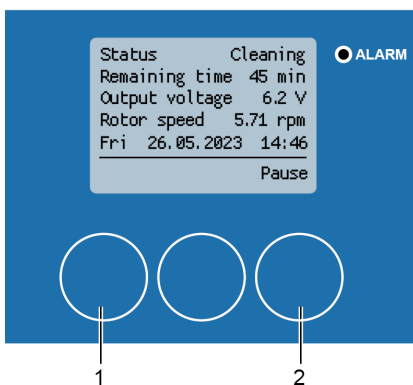 Status Cleaning
ALARM
Remaining time 45 min
Output voltage 6.2 V
Rotor speed 5.71 rpm
Fri 26.05.2023 14:46
Pause
1 2